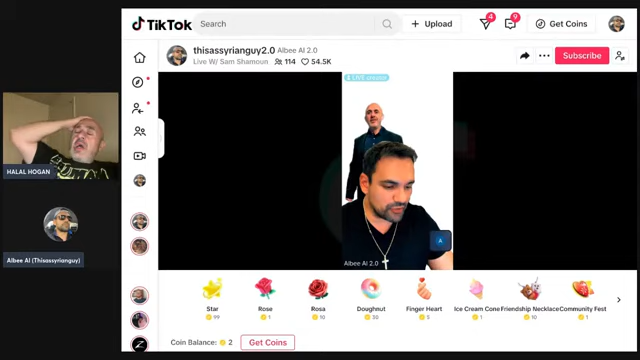 TikTok
Search
Upload
4
9
Get Coins
thisassyrianguy2.0 Albee AI 2.0
Live W/ Sam Shamoun 114 54.5K
Subscribe
LIVE creator
HALAL HOGAN
Albee AI (Thisassyrianguy)
A
Albee AI 2.0
Star
99
Rose
1
Rosa
10
Doughnut
30
Finger Heart
5
Ice Cream Cone
1
Friendship Necklace
10
Community Fest
1
Coin Balance: 2 Get Coins